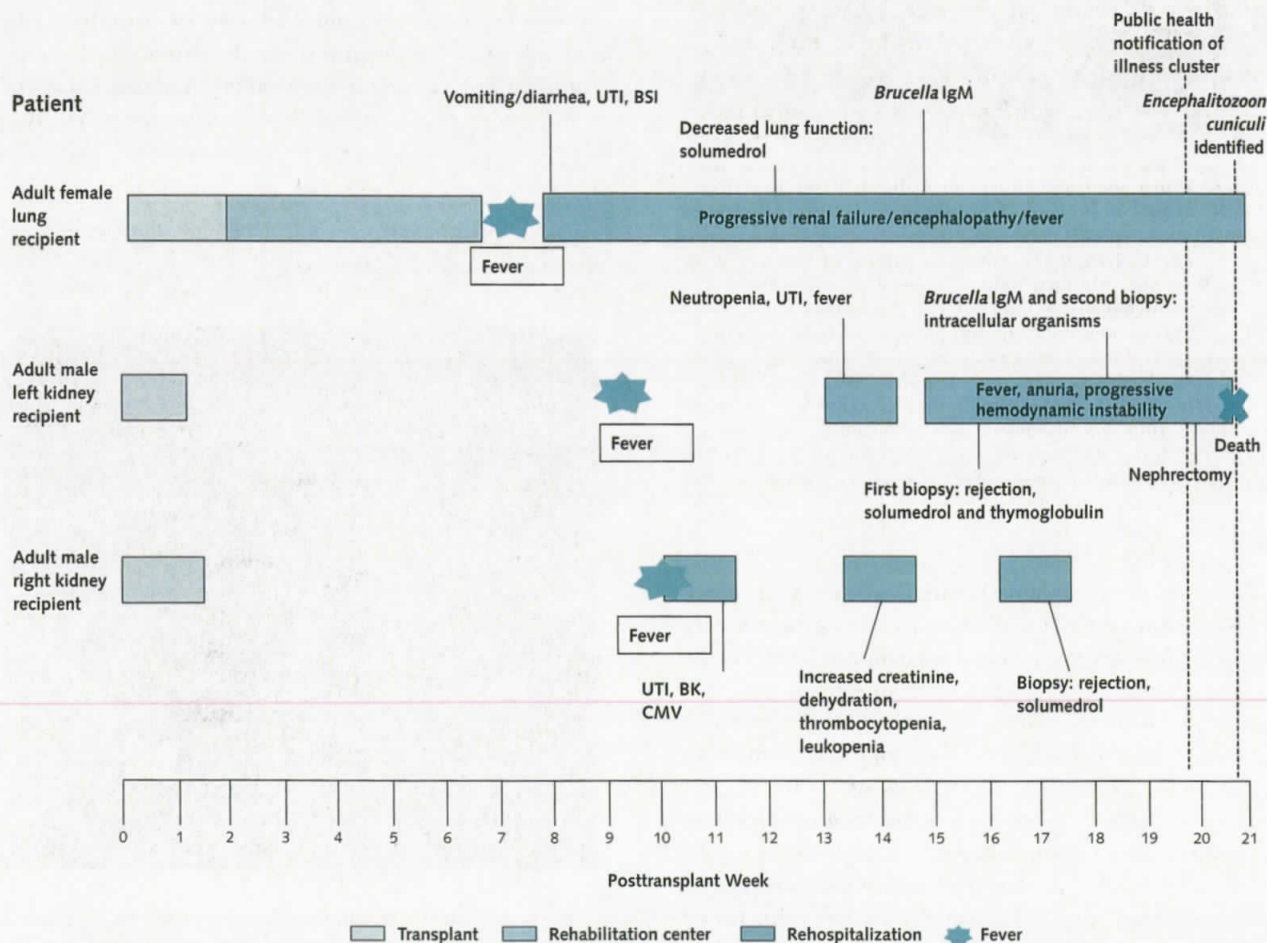 Public health
notification of
illness cluster
Patient
Vomiting/diarrhea, UTI, BSI
Brucella IgM
Encephalitozoon
cuniculi
identified
Decreased lung function:
solumedrol
Adult female
lung
recipient
Progressive renal failure/encephalopathy/fever
Fever
Neutropenia, UTI, fever
Brucella IgM and second biopsy:
intracellular organisms
Adult male
left kidney
recipient
Fever, anuria, progressive
hemodynamic instability
Fever
Death
Nephrectomy
First biopsy: rejection,
solumedrol and thymoglobulin
Adult male
right kidney
recipient
Fever
UTI, BK,
CMV
Increased creatinine,
dehydration,
thrombocytopenia,
leukopenia
Biopsy: rejection,
solumedrol
0 1 2 3 4 5 6 7 8 9 10 11 12 13 14 15 16 17 18 19 20 21
Posttransplant Week
Transplant Rehabilitation center Rehospitalization Fever